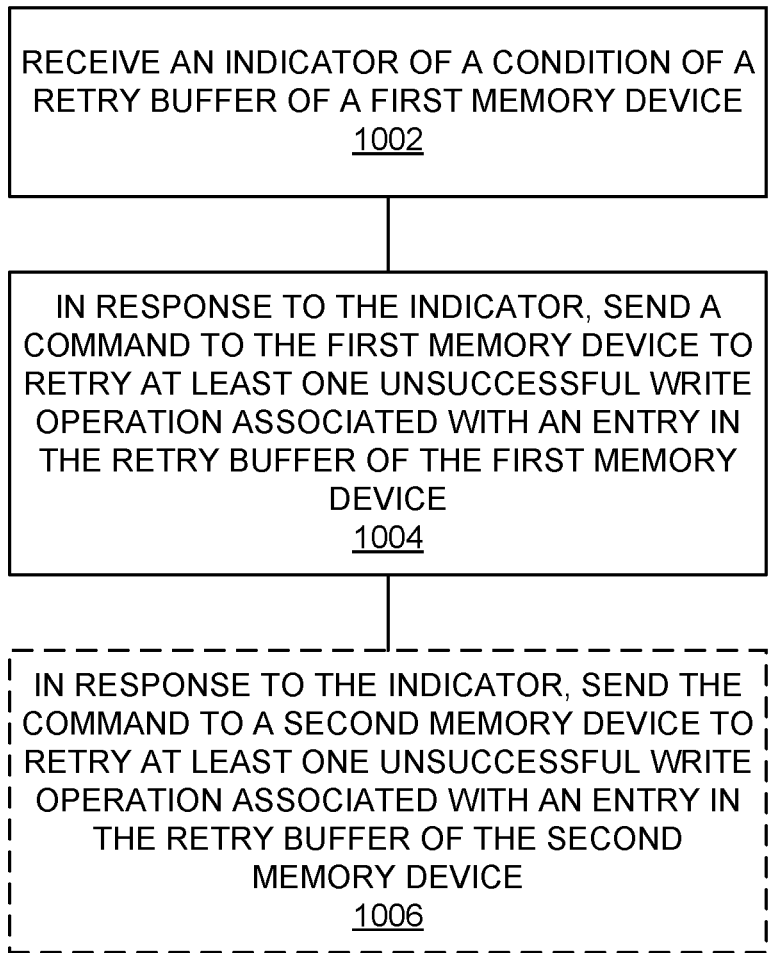 RECEIVE AN INDICATOR OF A CONDITION OF A
RETRY BUFFER OF A FIRST MEMORY DEVICE
1002
IN RESPONSE TO THE INDICATOR, SEND A
COMMAND TO THE FIRST MEMORY DEVICE TO
RETRY AT LEAST ONE UNSUCCESSFUL WRITE
OPERATION ASSOCIATED WITH AN ENTRY IN
THE RETRY BUFFER OF THE FIRST MEMORY
DEVICE
1004
IN RESPONSE TO THE INDICATOR, SEND THE
COMMAND TO A SECOND MEMORY DEVICE TO
RETRY AT LEAST ONE UNSUCCESSFUL WRITE
OPERATION ASSOCIATED WITH AN ENTRY IN
THE RETRY BUFFER OF THE SECOND
MEMORY DEVICE
1006